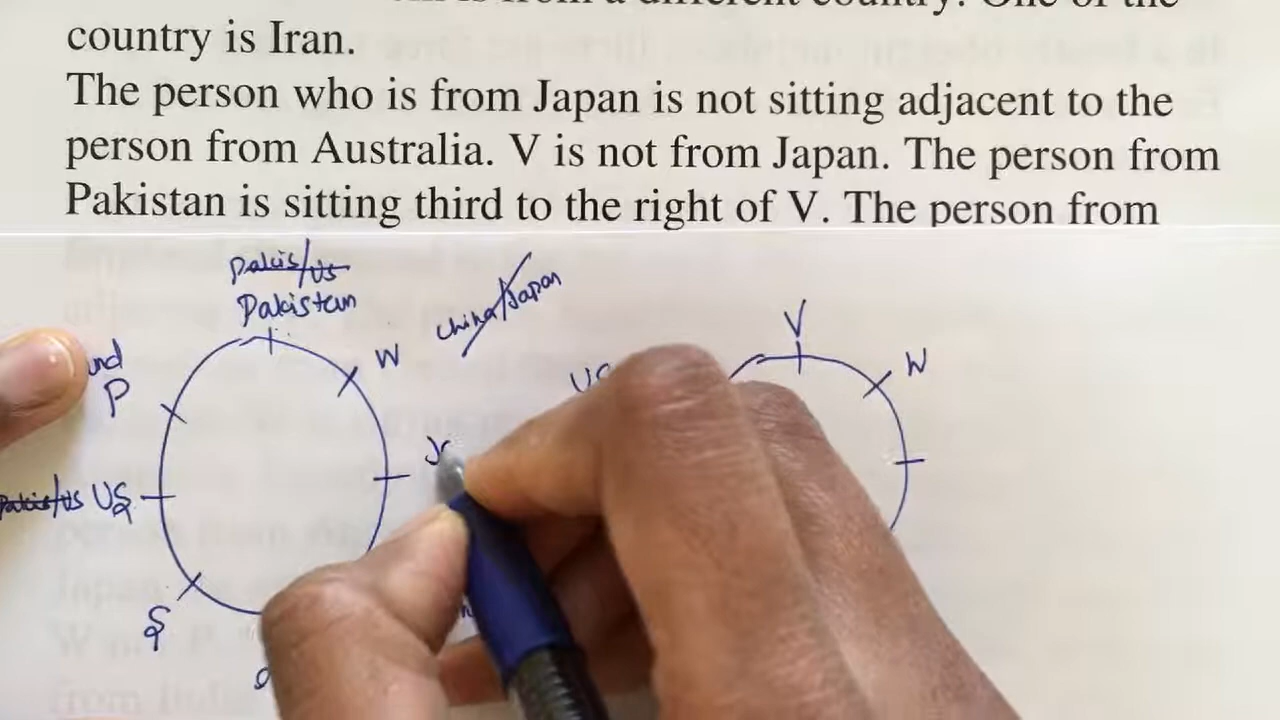 country is Iran.
The person who is from Japan is not sitting adjacent to the
person from Australia. V is not from Japan. The person from
Pakistan is sitting third to the right of V. The person from
Pakis/US
Pakistan
China/Japan
W
P
US
S
V
W